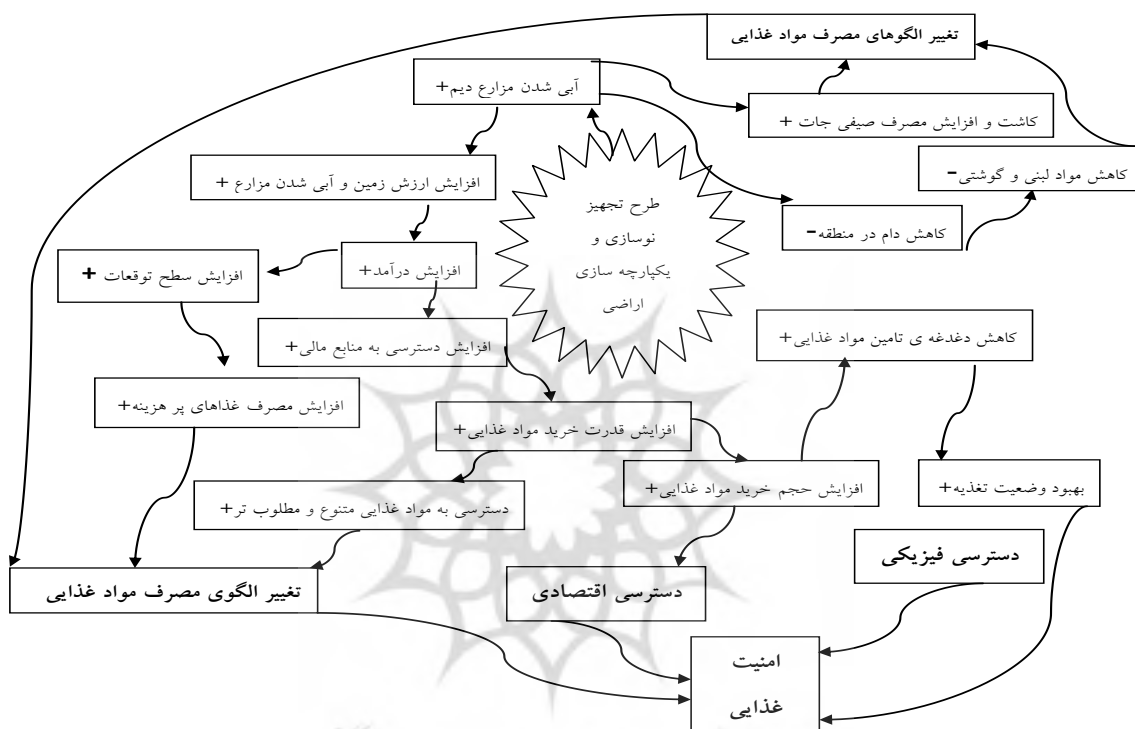 تغییر الگوهای مصرف مواد غذایی
آبی شدن مزارع دیم+
کاشت و افزایش مصرف صیفی جات +
افزایش ارزش زمین و آبی شدن مزارع +
کاهش مواد لبنی و گوشتی-
طرح تجهیز
نوسازی و
یکپارچه سازی
اراضی
کاهش دام در منطقه-
افزایش درآمد+
افزایش سطح توقعات +
افزایش دسترسی به منابع مالی+
کاهش دغدغه ی تامین مواد غذایی+
افزایش مصرف غذاهای پر هزینه+
افزایش قدرت خرید مواد غذایی+
افزایش حجم خرید مواد غذایی+
بهبود وضعیت تغذیه+
دسترسی به مواد غذایی متنوع و مطلوب تر+
دسترسی فیزیکی
تغییر الگوی مصرف مواد غذایی
دسترسی اقتصادی
امنیت
غذایی